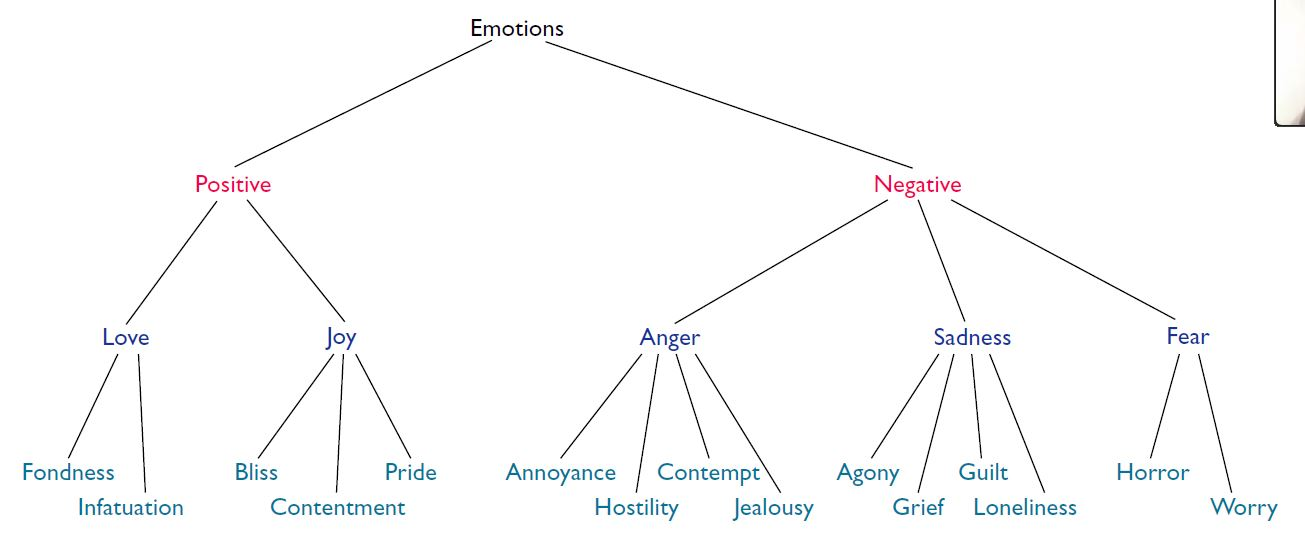 Emotions
Positive Negative
Love Joy Anger Sadness Fear
Fondness Bliss Pride Annoyance Contempt Agony Guilt Horror
Infatuation Contentment Hostility Jealousy Grief Loneliness Worry